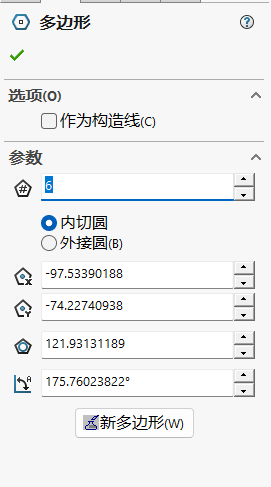 多边形
选项(O)
作为构造线(C)
参数
6
内切圆
外接圆(B)
-97.53390188
-74.22740938
121.93131189
175.76023822°
新多边形(W)